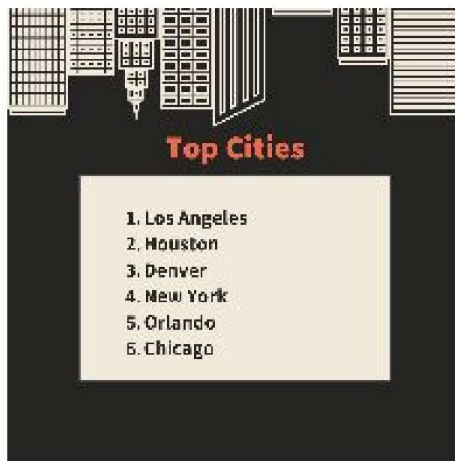 Top Cities
1. Los Angeles
2. Houston
3. Denver
4. New York
5. Orlando
6. Chicago